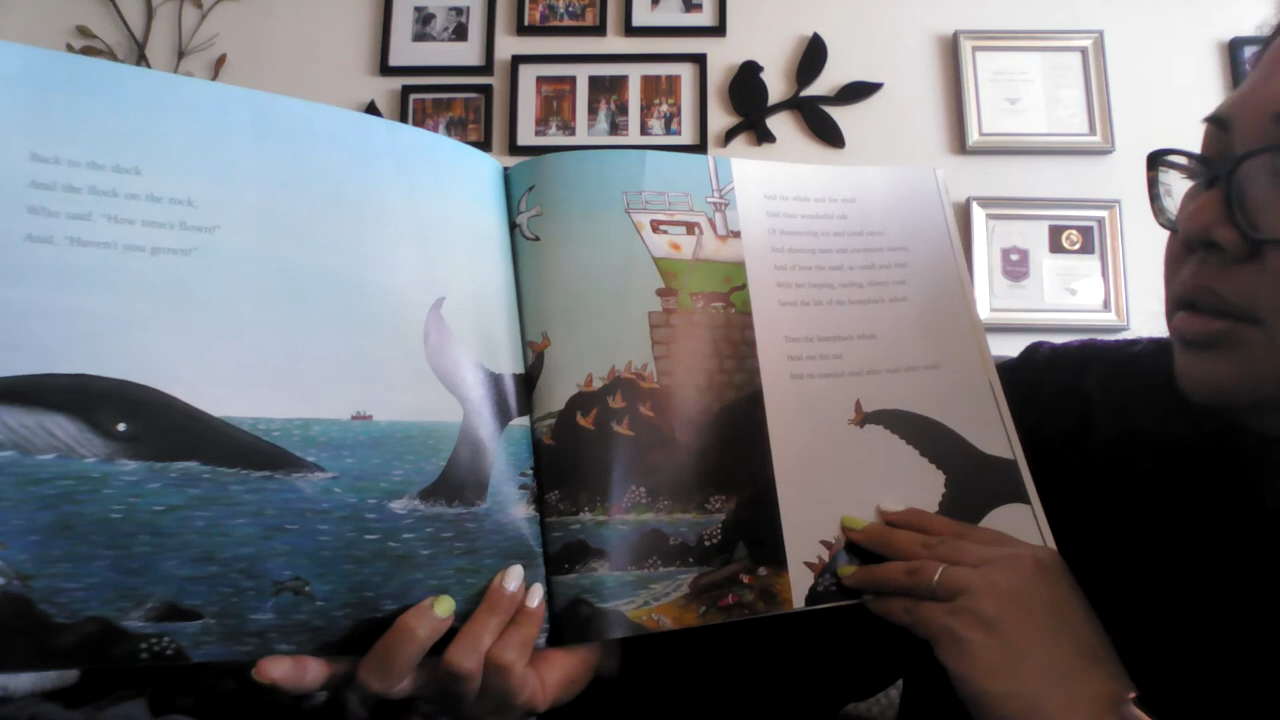 Back to the dock
And the flock on the rock,
Who said, "How time's flown!"
And, "Haven't you grown!"
And the whale and the snail
Told their wonderful tale
Of shimmering ice and coral caves,
And shooting stars and enormous waves,
And of how the snail, so small and frail,
With her looping, curling, silvery trail,
Saved the life of the humpback whale.
Then the humpback whale
Held out his tail
And on crawled snail after snail after snail.